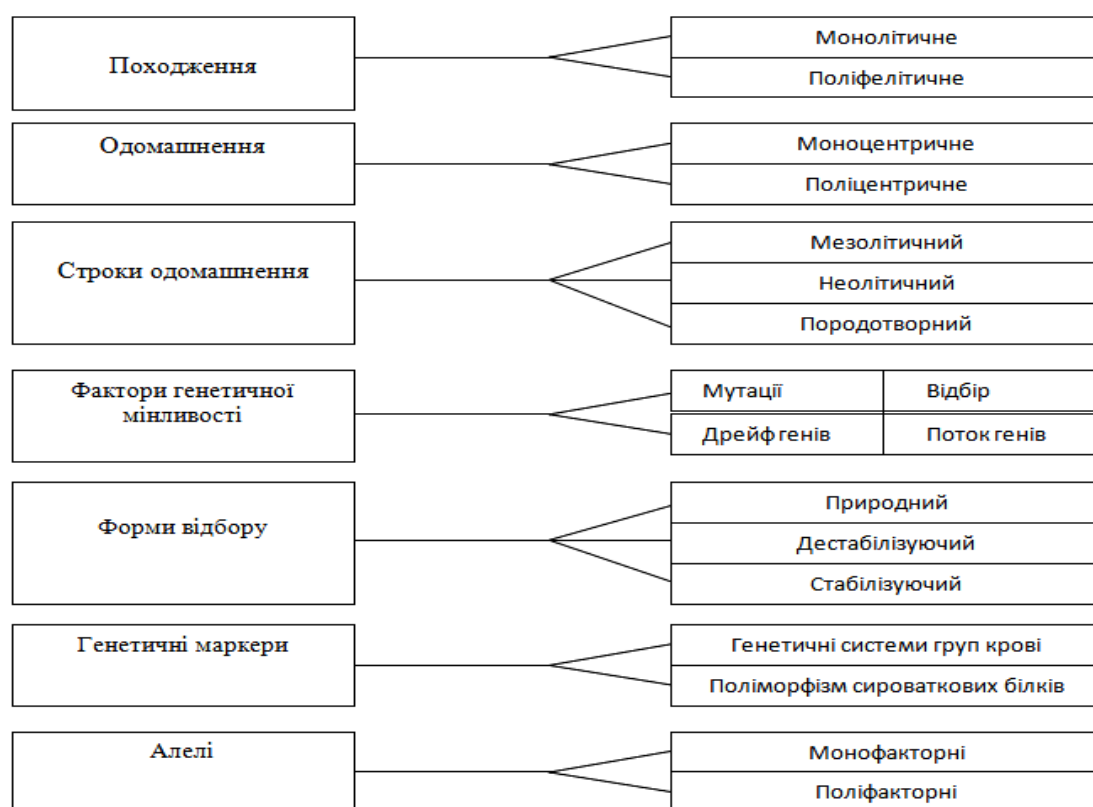 Походження
Монолітичне
Поліфелітичне
Одомашнення
Моноцентричне
Поліцентричне
Строки одомашнення
Мезолітичний
Неолітичний
Породотворний
Фактори генетичної
мінливості
Мутації
Відбір
Дрейф генів
Поток генів
Форми відбору
Природний
Дестабілізуючий
Стабілізуючий
Генетичні маркери
Генетичні системи груп крові
Поліморфізм сироваткових білків
Алелі
Монофакторні
Поліфакторні